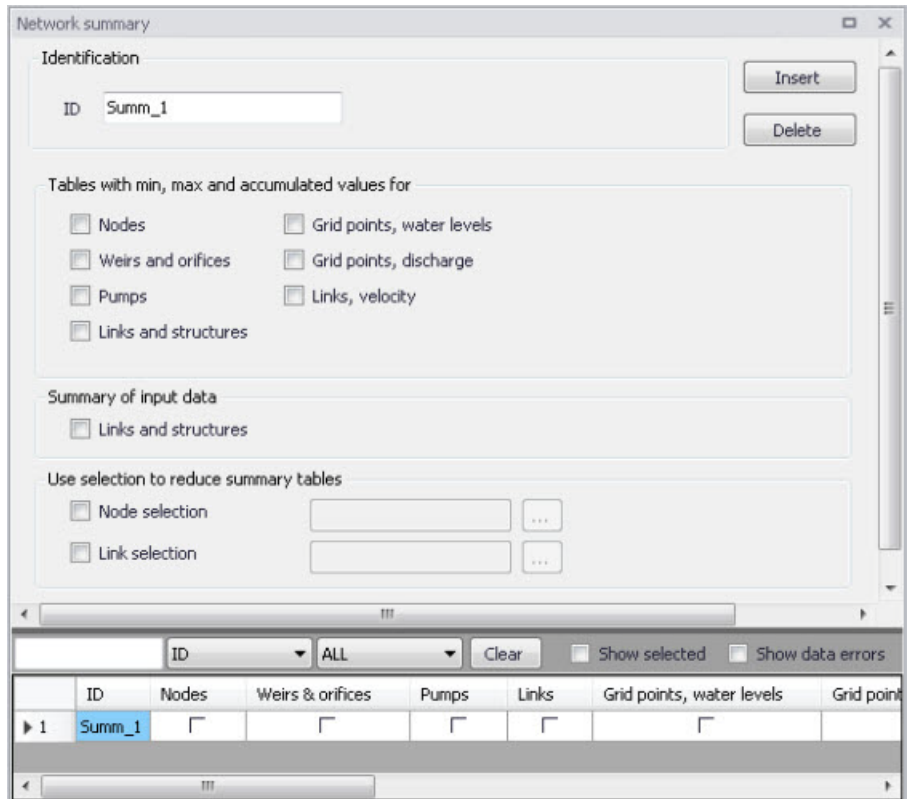 Network summary
Identification
Insert
ID Summ_1
Delete
Tables with min, max and accumulated values for
Nodes Grid points, water levels
Weirs and orifices Grid points, discharge
Pumps Links, velocity
Links and structures
Summary of input data
Links and structures
Use selection to reduce summary tables
Node selection ...
Link selection ...
ID ALL Clear Show selected Show data errors
ID Nodes Weirs & orifices Pumps Links Grid points, water levels Grid point
1 Summ_1